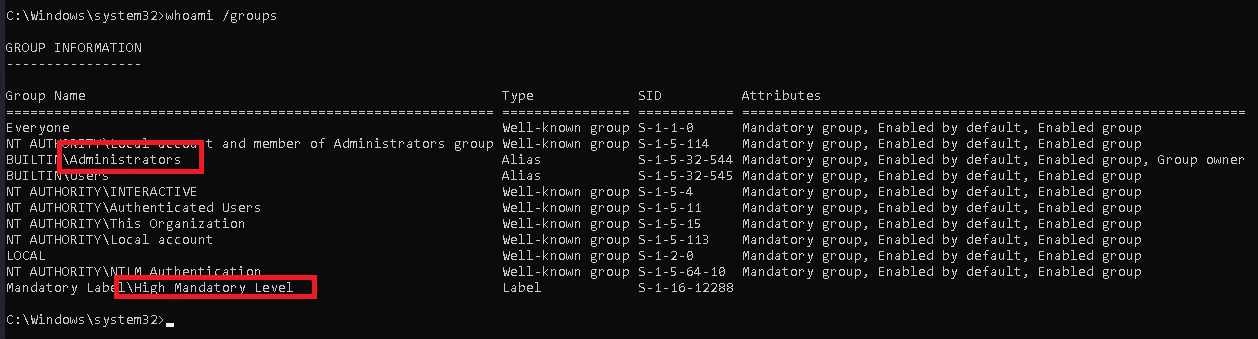 C:\Windows\system32>whoami /groups
GROUP INFORMATION
-----------------
Group Name Type SID Attributes
================================================================== ================ ============ ===============================================================
Everyone Well-known group S-1-1-0 Mandatory group, Enabled by default, Enabled group
NT AUTHORITY\Local account and member of Administrators group Well-known group S-1-5-114 Mandatory group, Enabled by default, Enabled group
BUILTIN\Administrators Alias S-1-5-32-544 Mandatory group, Enabled by default, Enabled group, Group owner
BUILTIN\Users Alias S-1-5-32-545 Mandatory group, Enabled by default, Enabled group
NT AUTHORITY\INTERACTIVE Well-known group S-1-5-4 Mandatory group, Enabled by default, Enabled group
NT AUTHORITY\Authenticated Users Well-known group S-1-5-11 Mandatory group, Enabled by default, Enabled group
NT AUTHORITY\This Organization Well-known group S-1-5-15 Mandatory group, Enabled by default, Enabled group
NT AUTHORITY\Local account Well-known group S-1-5-113 Mandatory group, Enabled by default, Enabled group
LOCAL Well-known group S-1-2-0 Mandatory group, Enabled by default, Enabled group
NT AUTHORITY\NTLM Authentication Well-known group S-1-5-64-10 Mandatory group, Enabled by default, Enabled group
Mandatory Label\High Mandatory Level Label S-1-16-12288
C:\Windows\system32>